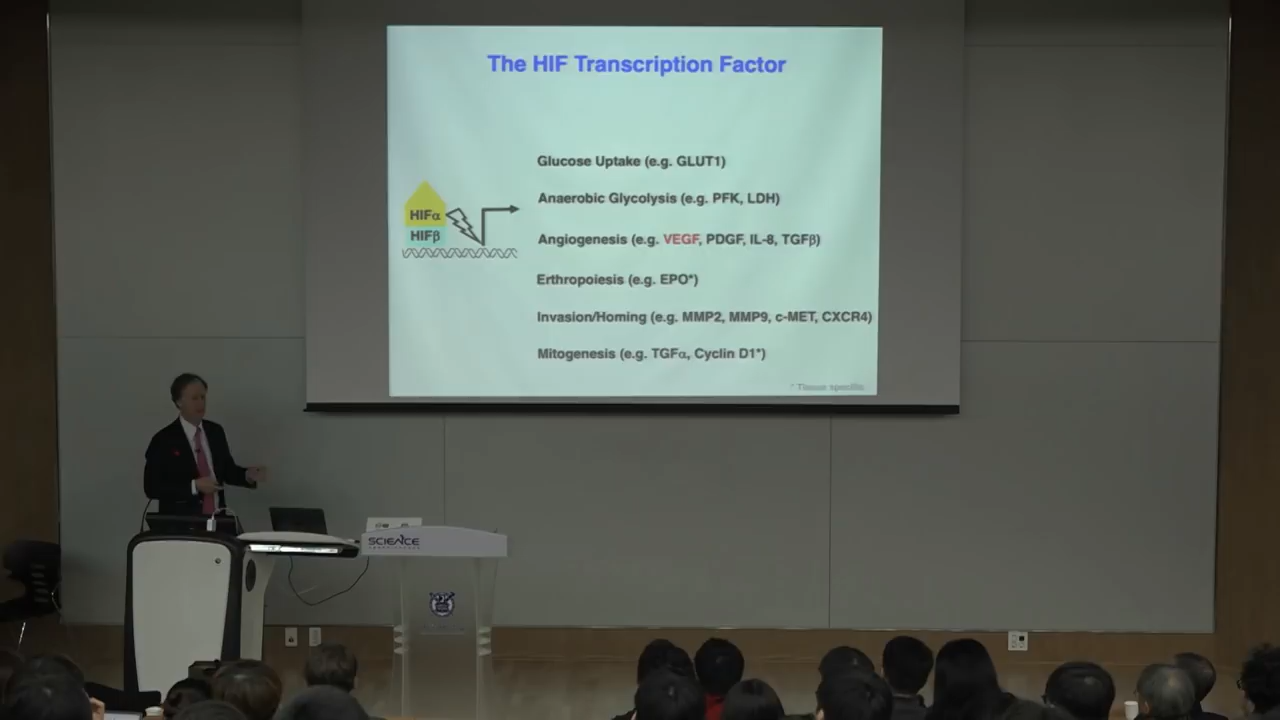 The HIF Transcription Factor
Glucose Uptake (e.g. GLUT1)
Anaerobic Glycolysis (e.g. PFK, LDH)
HIFα
HIFβ
Angiogenesis (e.g. VEGF, PDGF, IL-8, TGFβ)
Erthropoiesis (e.g. EPO*)
Invasion/Homing (e.g. MMP2, MMP9, c-MET, CXCR4)
Mitogenesis (e.g. TGFα, Cyclin D1*)
* Tissue specific
SCIENCE